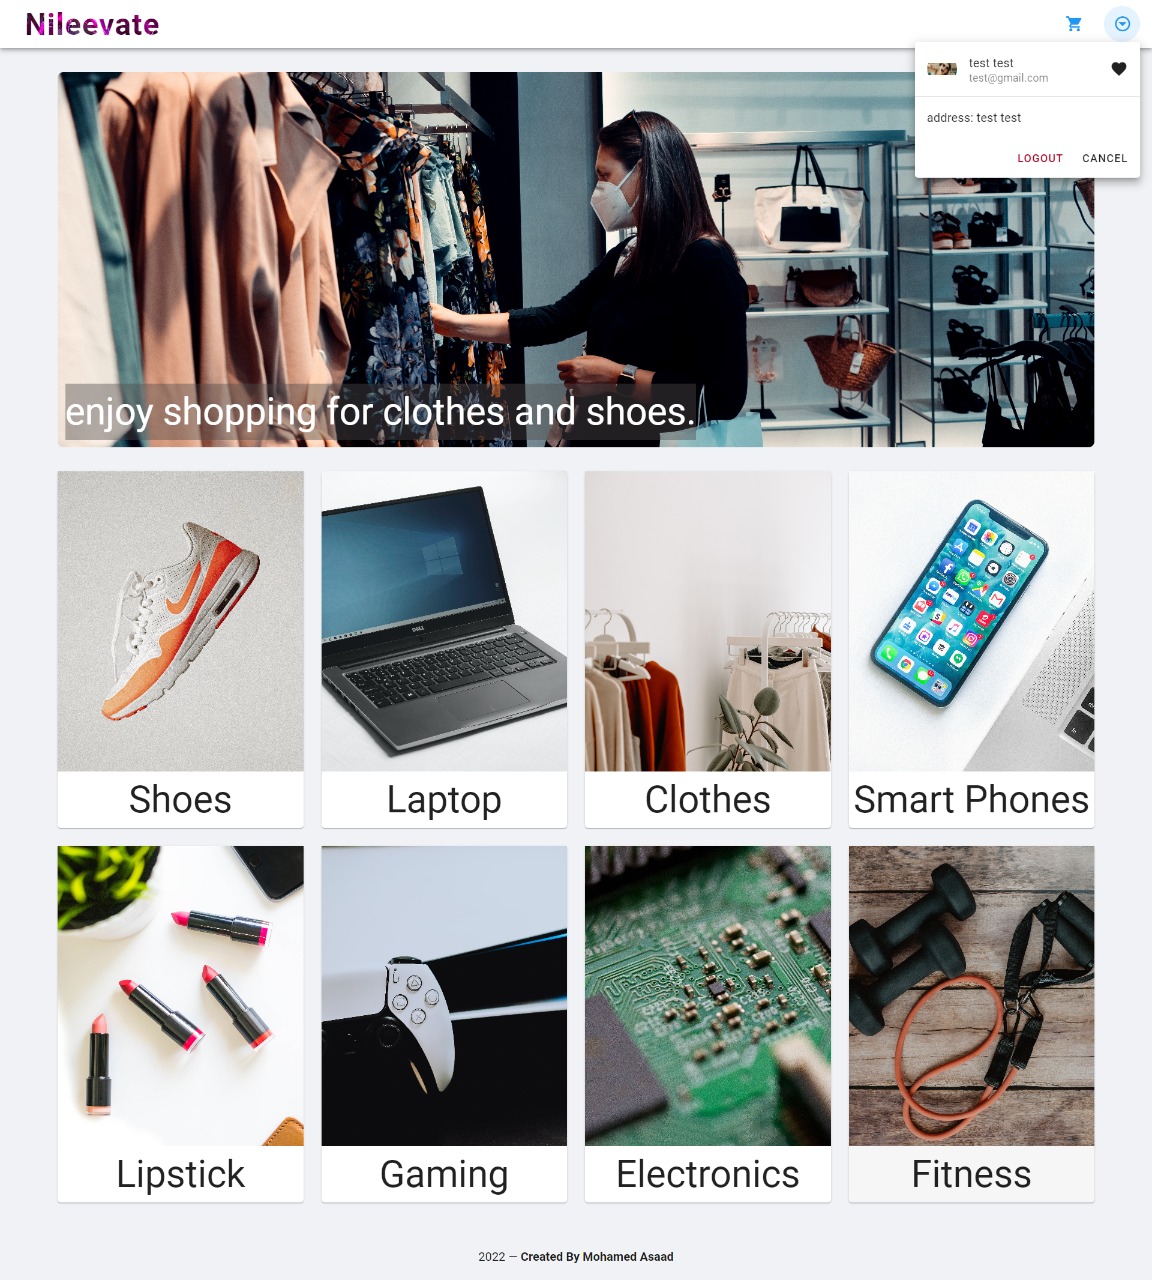 Nileevate
test test
test@gmail.com
address: test test
LOGOUT CANCEL
enjoy shopping for clothes and shoes.
DELL
Shoes
Laptop
Clothes
Smart Phones
Lipstick
Gaming
Electronics
Fitness
2022 — Created By Mohamed Asaad